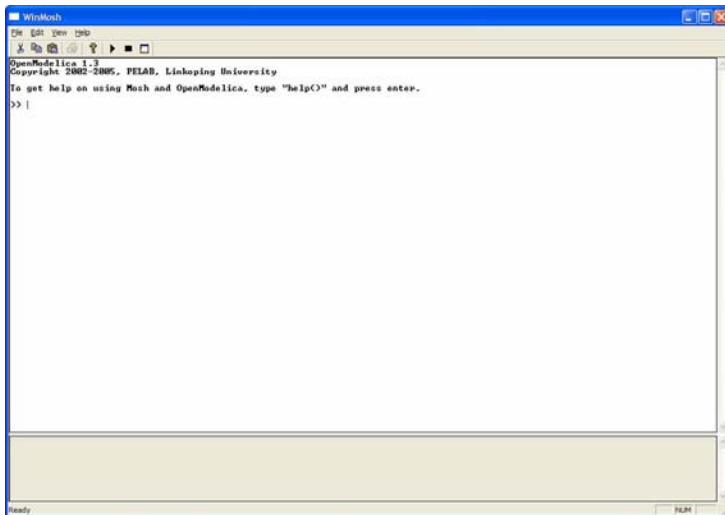 WinMosh
File Edit View Help
OpenModelica 1.3
Copyright 2002-2005, PELAB, Linkoping University
To get help on using Mosh and OpenModelica, type "help()" and press enter.
>>
Ready
NUM